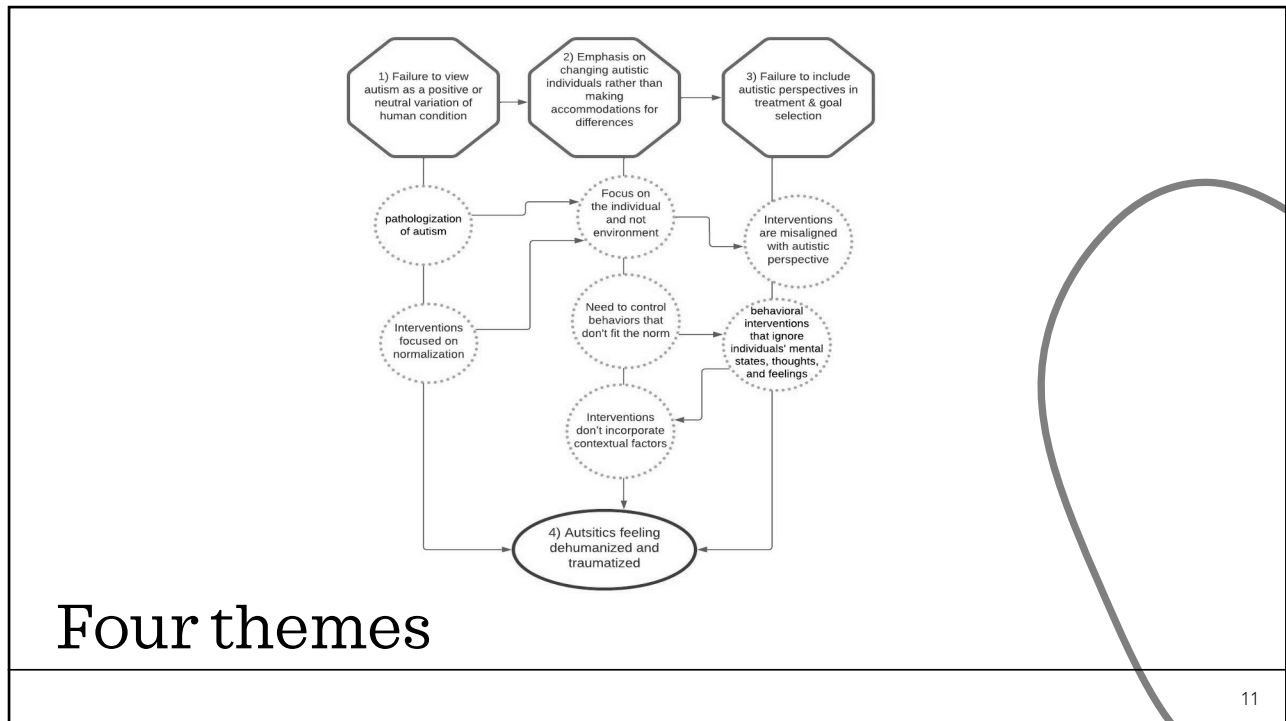 1) Failure to view
autism as a positive or
neutral variation of
human condition
2) Emphasis on
changing autistic
individuals rather than
making
accommodations for
differences
3) Failure to include
autistic perspectives in
treatment & goal
selection
pathologization
of autism
Focus on
the individual
and not
environment
Interventions
are misaligned
with autistic
perspective
Interventions
focused on
normalization
Need to control
behaviors that
don't fit the norm
behavioral
interventions
that ignore
individuals' mental
states, thoughts,
and feelings
Interventions
don't incorporate
contextual factors
4) Autsitics feeling
dehumanized and
traumatized
Four themes
11